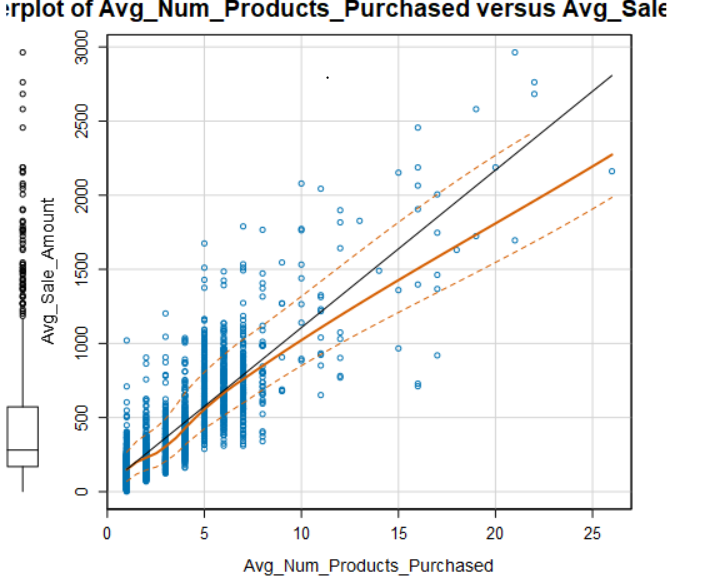 erplot of Avg_Num_Products_Purchased versus Avg_Sale
3000
2500
2000
1500
1000
500
0
Avg_Sale_Amount
0 5 10 15 20 25
Avg_Num_Products_Purchased